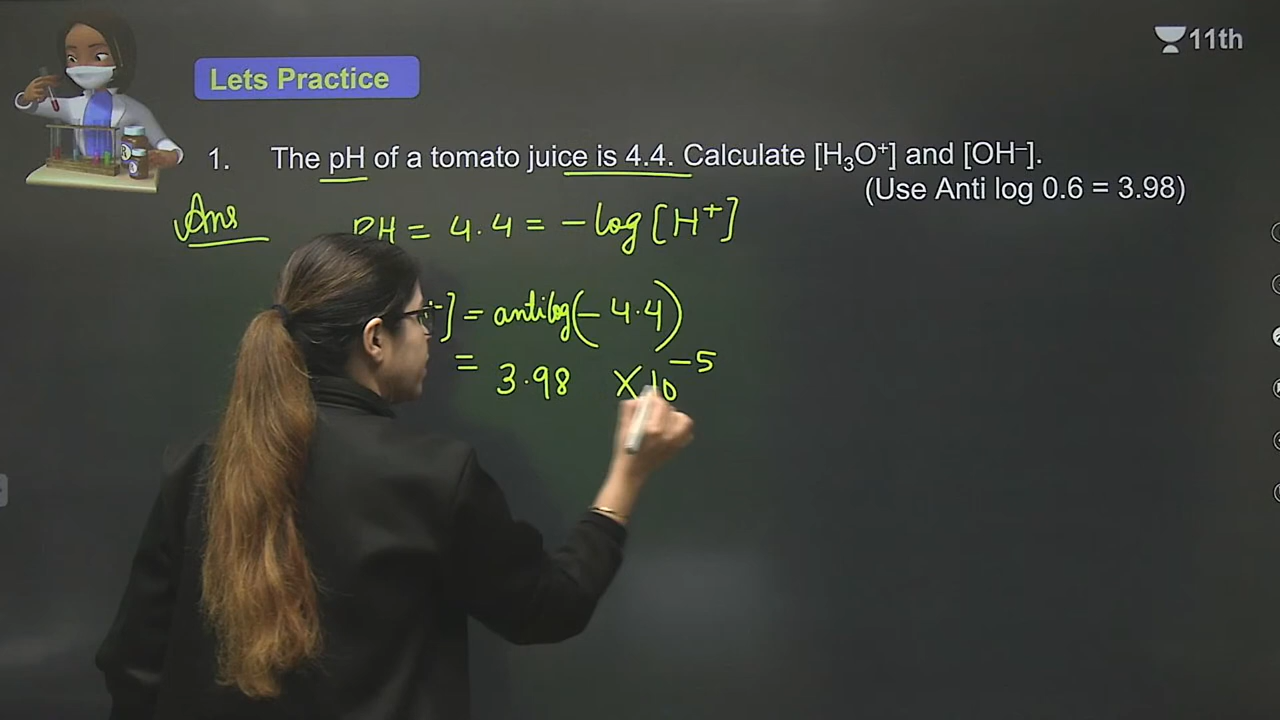 11th
Lets Practice
1. The pH of a tomato juice is 4.4. Calculate [H₃O⁺] and [OH⁻].
(Use Anti log 0.6 = 3.98)
Ans PH = 4.4 = -log [H⁺]
] = antilog(-4.4)
= 3.98 ×10⁻⁵